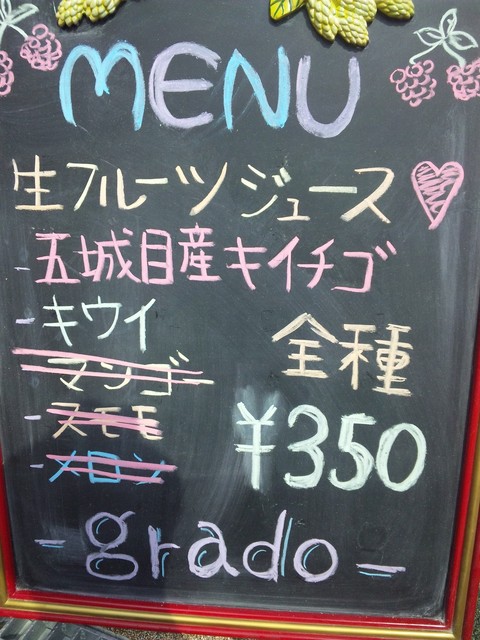 MENU
生フルーツジュース
- 五城目産キイチゴ
- キウイ
マンゴー
- スモモ
- メロン
全種
¥350
- grado -